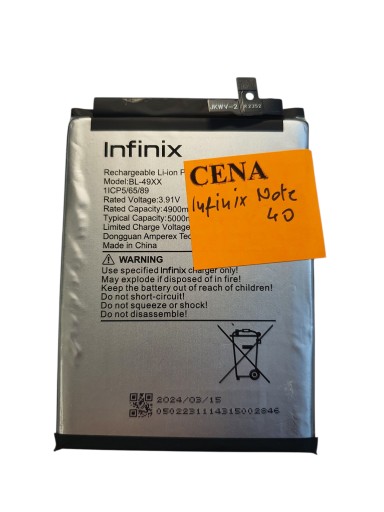 JKWV-2
Infinix
Rechargeable Li-ion
Model:BL-49XX
1ICP5/65/89
Rated Voltage:3.91V
Rated Capacity:4900m
Typical Capacity:5000m
Limited Charge Voltag
Dongguan Amperex Tec
Made in China
CENA
Infinix Note
40
WARNING
Use specified Infinix charger only!
May explode if disposed of in fire!
Keep the battery out of reach of children!
Do not short-circuit!
Do not squeeze or shock!
Do not disassemble!
2024/03/15
0502291114315002846